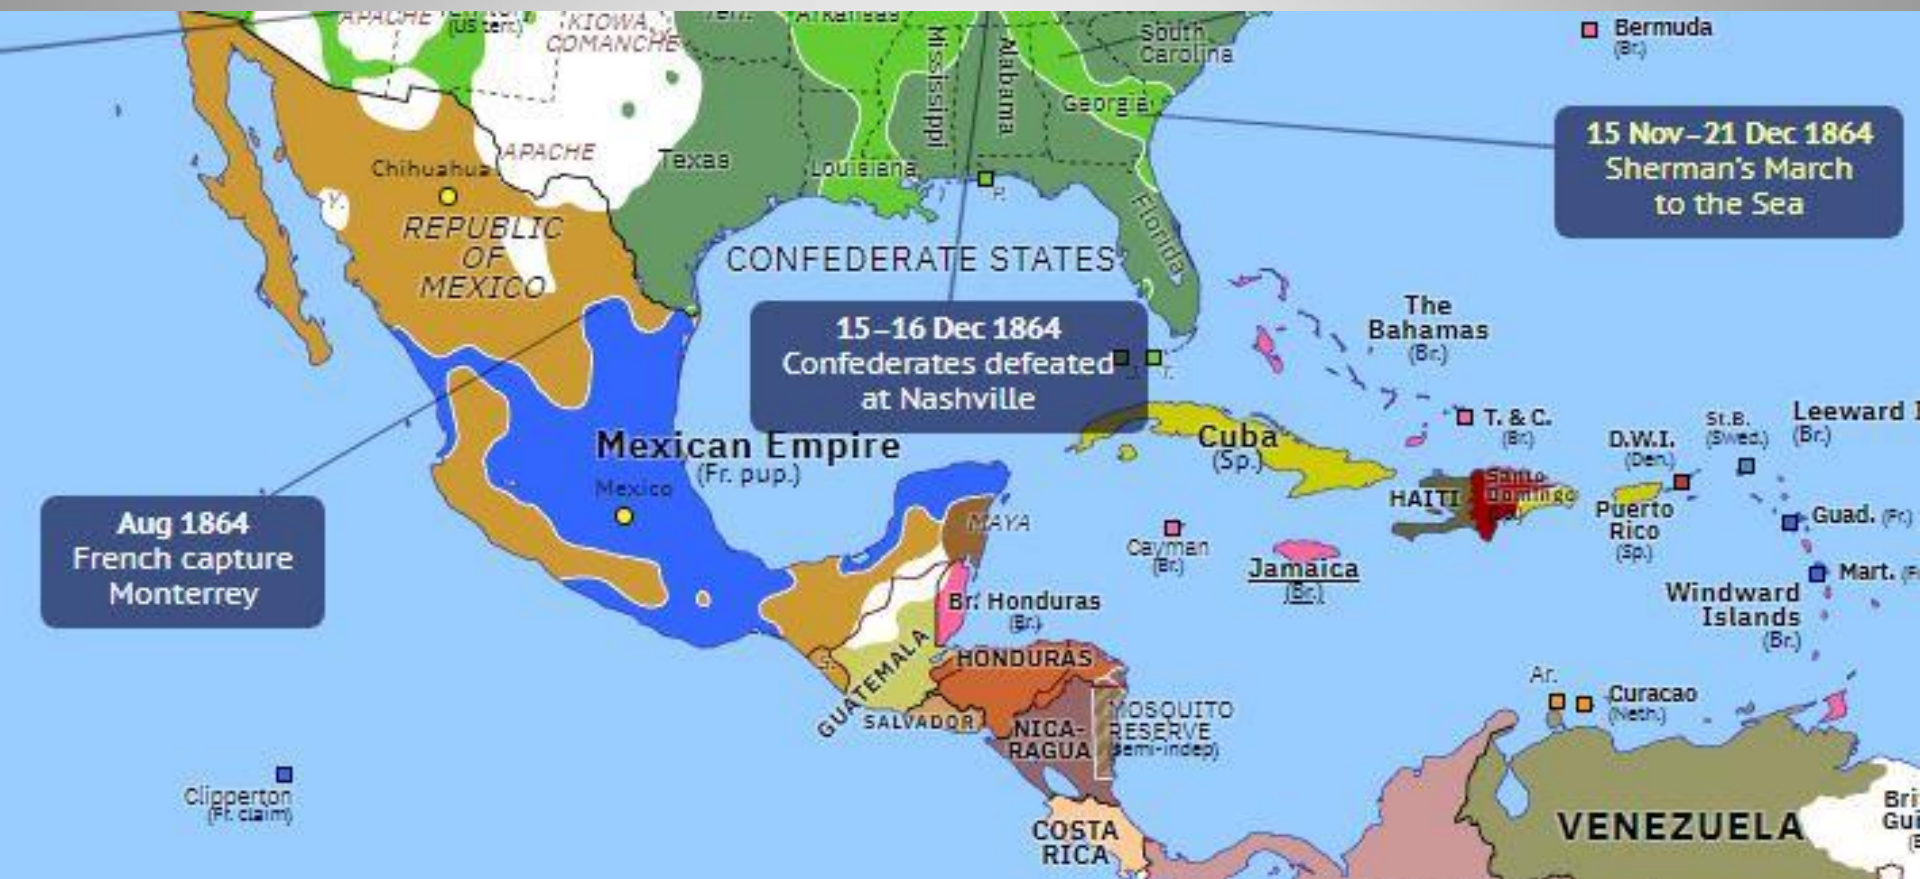 APACHE
(US terr.)
KIOWA
COMANCHE
Terr.
Arkansas
Mississippi
Alabama
South
Carolina
Georgia
Bermuda
(Br.)
15 Nov–21 Dec 1864
Sherman's March
to the Sea
Chihuahua
APACHE
Texas
Louisiana
P.
Florida
Y.
REPUBLIC
OF
MEXICO
CONFEDERATE STATES
15–16 Dec 1864
Confederates defeated
at Nashville
J.
T.
The
Bahamas
(Br.)
Mexican Empire
(Fr. pup.)
Mexico
Cuba
(Sp.)
T. & C.
(Br.)
D.W.I.
(Den.)
St.B.
(Swed.)
Leeward
(Br.)
HAITI
Santo
Domingo
Puerto
Rico
(Sp.)
Guad. (Fr.)
Mart.
Aug 1864
French capture
Monterrey
MAYA
Cayman
(Br.)
Jamaica
(Br.)
Br. Honduras
(Br.)
Windward
Islands
(Br.)
S.
GUATEMALA
HONDURAS
SALVADOR
NICA-
RAGUA
MOSQUITO
RESERVE
(semi-indep)
Ar.
Curacao
(Neth.)
Clipperton
(Fr. claim)
COSTA
RICA
VENEZUELA